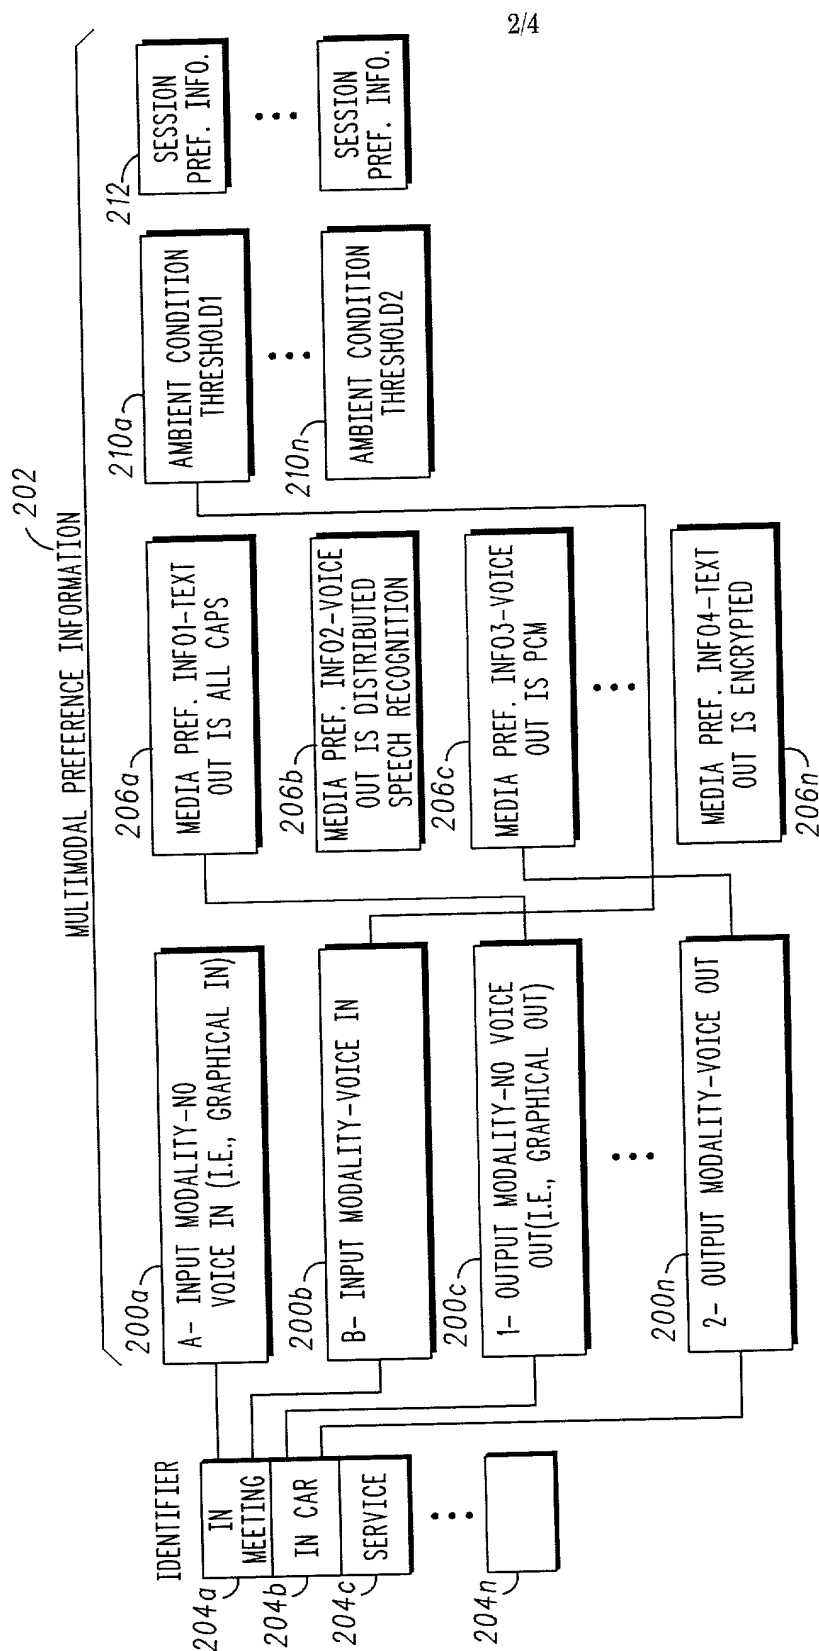 2/4
MULTIMODAL PREFERENCE INFORMATION
202
IDENTIFIER
204a
IN
MEETING
204b
IN CAR
204c
SERVICE
204n
200a
A- INPUT MODALITY-NO
VOICE IN (I.E., GRAPHICAL IN)
200b
B- INPUT MODALITY-VOICE IN
200c
1- OUTPUT MODALITY-NO VOICE
OUT(I.E., GRAPHICAL OUT)
200n
2- OUTPUT MODALITY-VOICE OUT
206a
MEDIA PREF. INFO1-TEXT
OUT IS ALL CAPS
206b
MEDIA PREF. INFO2-VOICE
OUT IS DISTRIBUTED
SPEECH RECOGNITION
206c
MEDIA PREF. INFO3-VOICE
OUT IS PCM
MEDIA PREF. INFO4-TEXT
OUT IS ENCRYPTED
206n
210a
AMBIENT CONDITION
THRESHOLD1
210n
AMBIENT CONDITION
THRESHOLD2
212
SESSION
PREF. INFO.
SESSION
PREF. INFO.